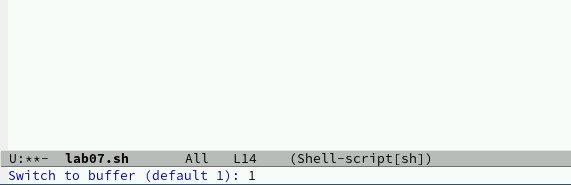 U:**-  lab07.sh       All   L14    (Shell-script[sh])
Switch to buffer (default 1): 1